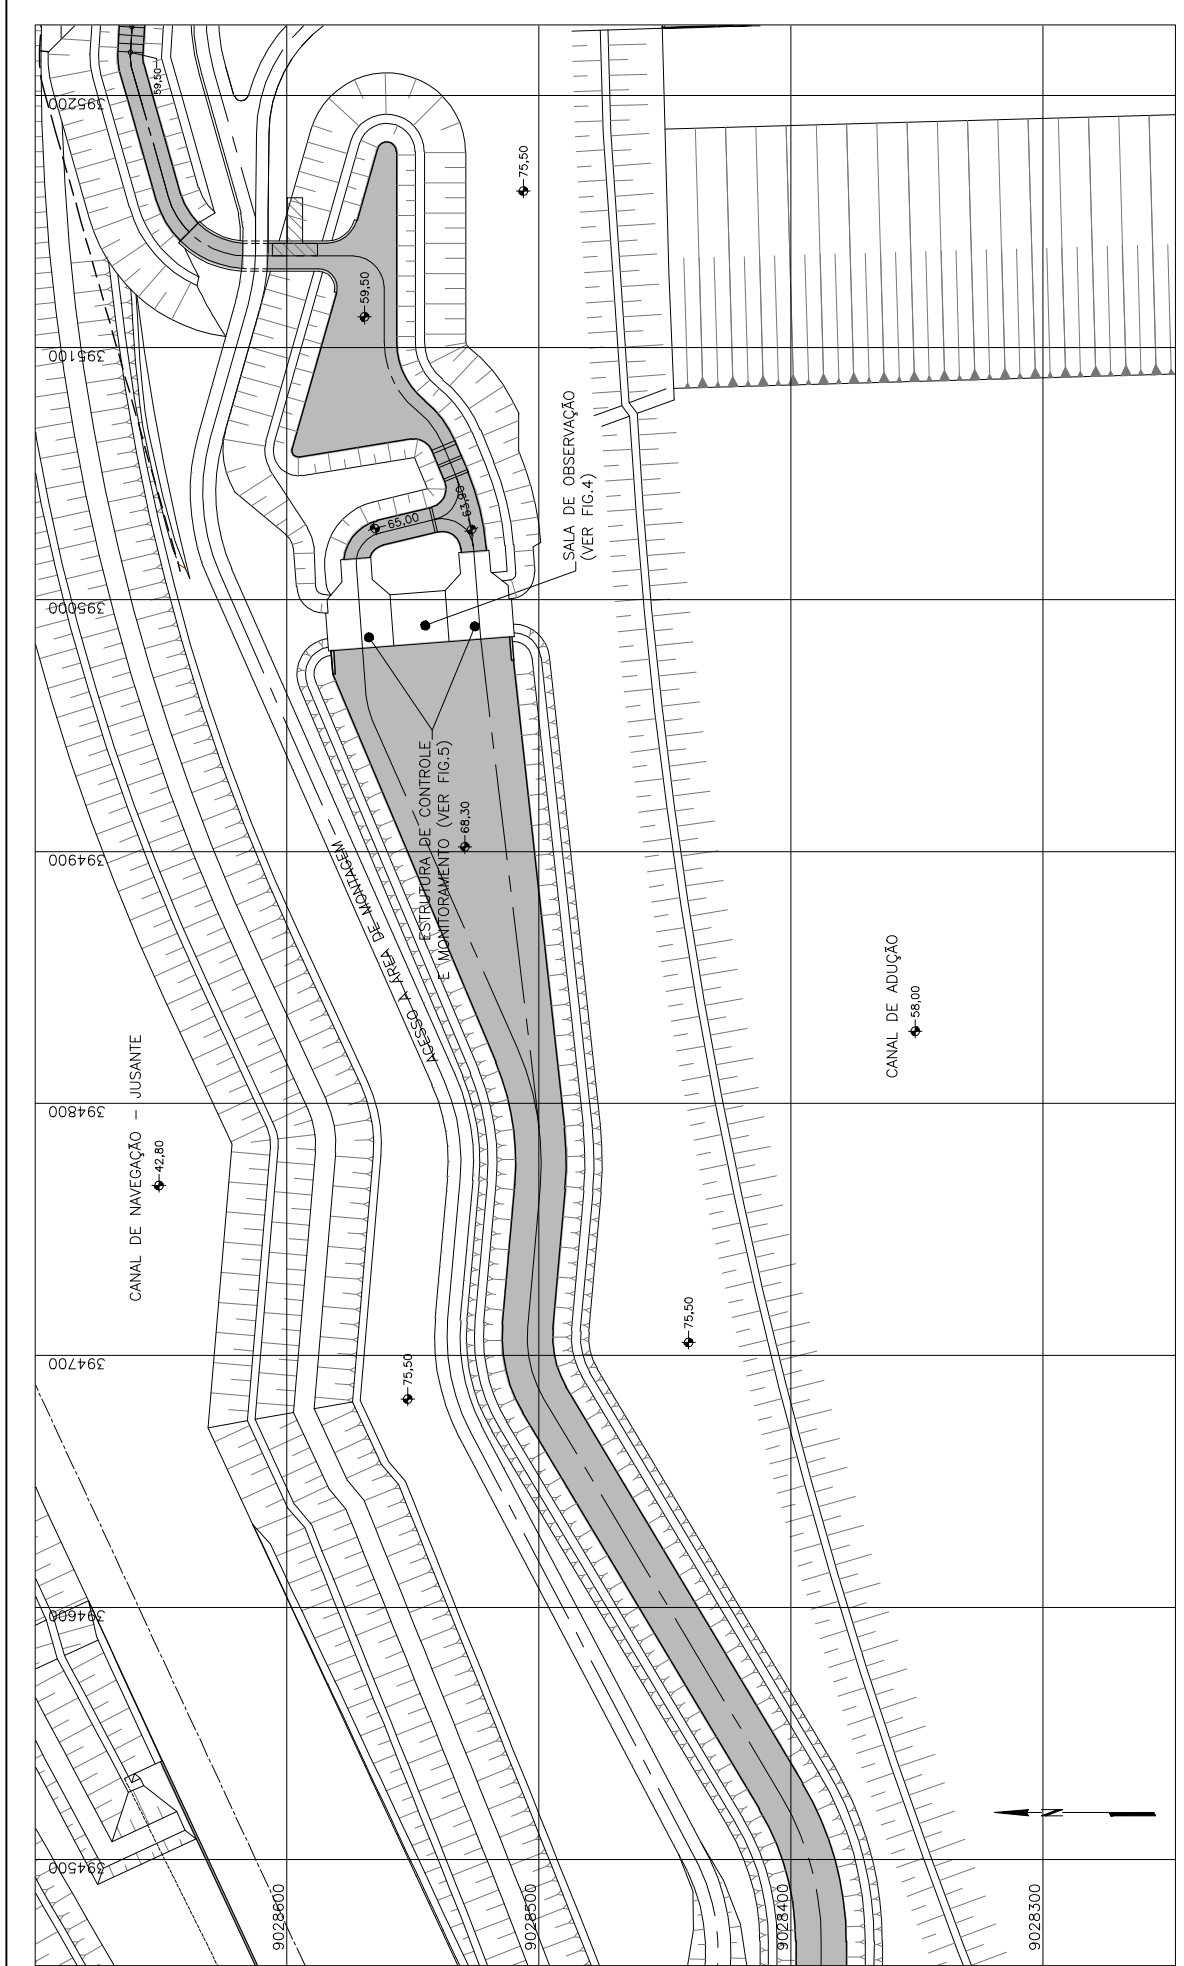 59,50
395200
75,50
59,50
395100
SALA DE OBSERVAÇÃO
(VER FIG.4)
63,90
65,00
395000
ESTRUTURA DE CONTROLE
E MONITORAMENTO (VER FIG.5)
68,30
ACESSO A ÁREA DE MONTAGEM
394900
CANAL DE ADUÇÃO
58,00
CANAL DE NAVEGAÇÃO - JUSANTE
42,80
394800
75,50
75,50
394700
394600
N
394500
9028600
9028500
9028400
9028300